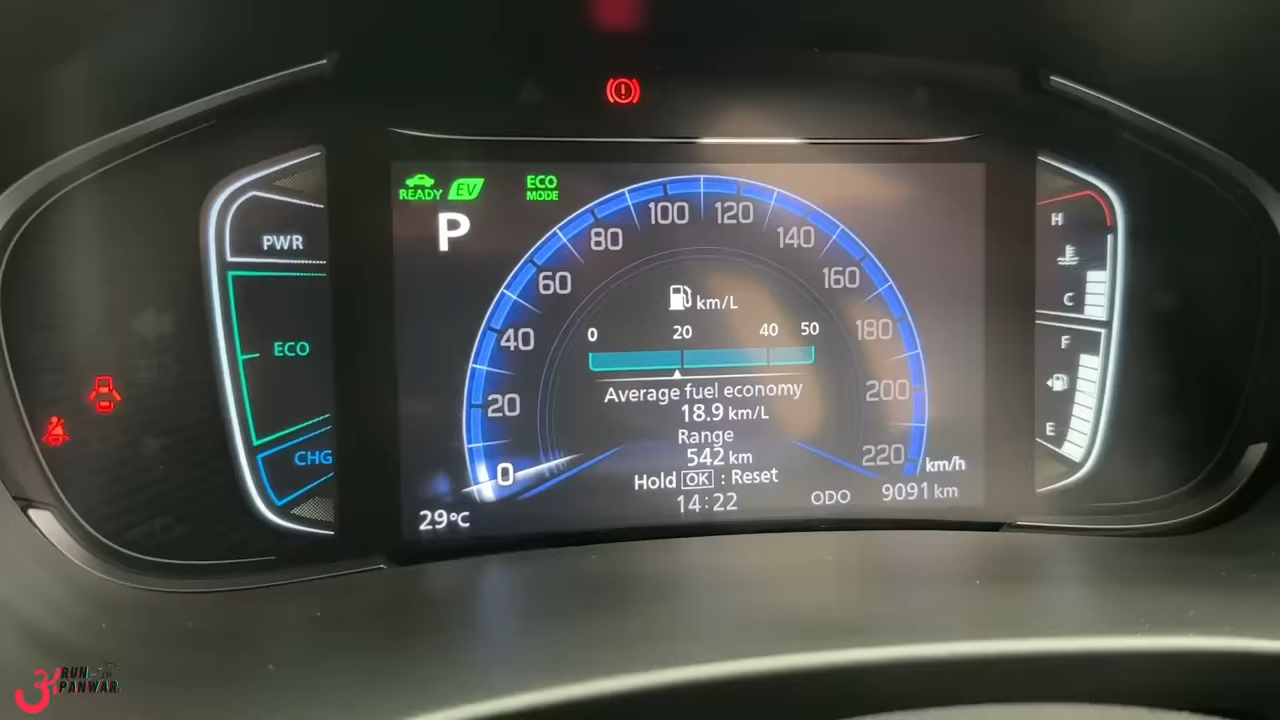 READY EV ECO MODE
P
PWR
ECO
CHG
0 20 40 60 80 100 120 140 160 180 200 220
km/h
km/L
0 20 40 50
Average fuel economy
18.9 km/L
Range
542 km
Hold OK : Reset
14:22
ODO 9091 km
29°C
H
C
F
E
3
RUN
PANWAR